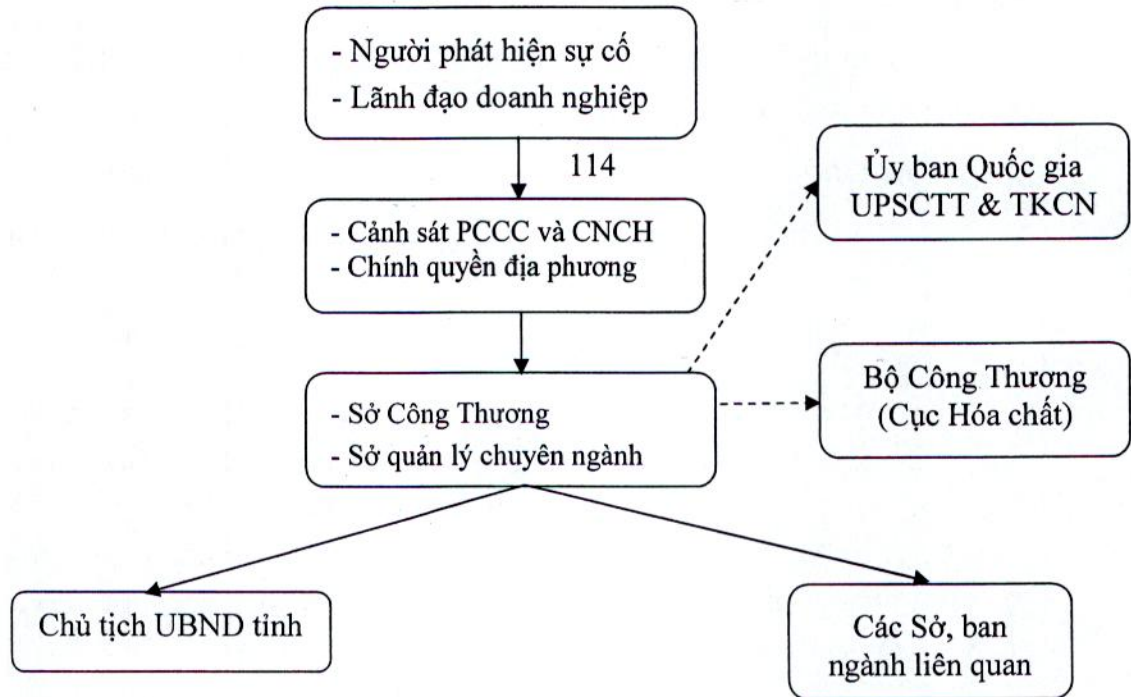 - Người phát hiện sự cố
- Lãnh đạo doanh nghiệp
114
Ủy ban Quốc gia
UPSCTT & TKCN
- Cảnh sát PCCC và CNCH
- Chính quyền địa phương
Bộ Công Thương
(Cục Hóa chất)
- Sở Công Thương
- Sở quản lý chuyên ngành
Chủ tịch UBND tỉnh
Các Sở, ban
ngành liên quan